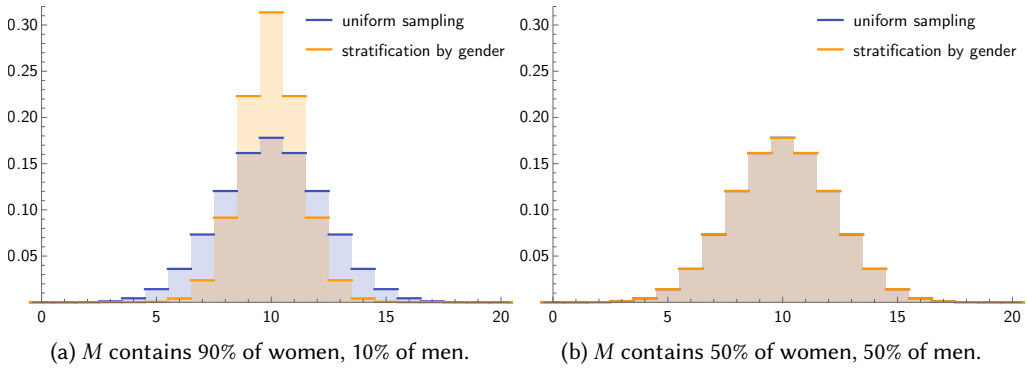 0.30
0.25
0.20
0.15
0.10
0.05
0 5 10 15 20
uniform sampling
stratification by gender
(a) M contains 90% of women, 10% of men.
0.30
0.25
0.20
0.15
0.10
0.05
0 5 10 15 20
uniform sampling
stratification by gender
(b) M contains 50% of women, 50% of men.